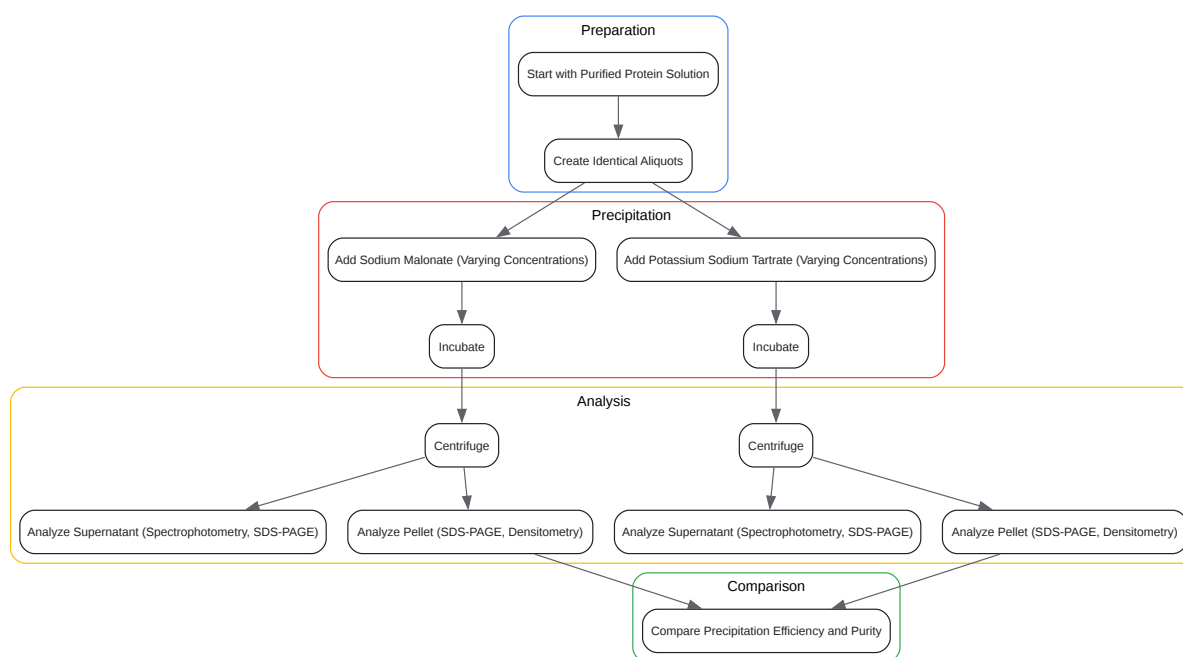 Preparation
Start with Purified Protein Solution
Create Identical Aliquots
Precipitation
Add Sodium Malonate (Varying Concentrations)
Add Potassium Sodium Tartrate (Varying Concentrations)
Incubate
Incubate
Analysis
Centrifuge
Centrifuge
Analyze Supernatant (Spectrophotometry, SDS-PAGE)
Analyze Pellet (SDS-PAGE, Densitometry)
Analyze Supernatant (Spectrophotometry, SDS-PAGE)
Analyze Pellet (SDS-PAGE, Densitometry)
Comparison
Compare Precipitation Efficiency and Purity